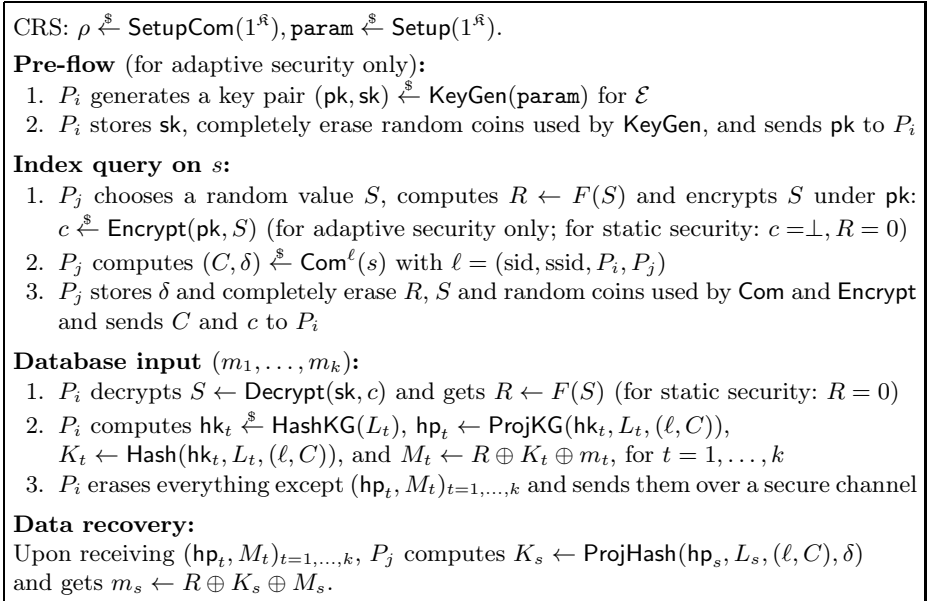 CRS: ρ ←$ SetupCom(1^𝔎), param ←$ Setup(1^𝔎).
Pre-flow (for adaptive security only):
1. P_i generates a key pair (pk, sk) ←$ KeyGen(param) for ℰ
2. P_i stores sk, completely erase random coins used by KeyGen, and sends pk to P_i
Index query on s:
1. P_j chooses a random value S, computes R ← F(S) and encrypts S under pk:
c ←$ Encrypt(pk, S) (for adaptive security only; for static security: c =⊥, R = 0)
2. P_j computes (C, δ) ←$ Com^ℓ(s) with ℓ = (sid, ssid, P_i, P_j)
3. P_j stores δ and completely erase R, S and random coins used by Com and Encrypt
and sends C and c to P_i
Database input (m_1, . . . , m_k):
1. P_i decrypts S ← Decrypt(sk, c) and gets R ← F(S) (for static security: R = 0)
2. P_i computes hk_t ←$ HashKG(L_t), hp_t ← ProjKG(hk_t, L_t, (ℓ, C)),
K_t ← Hash(hk_t, L_t, (ℓ, C)), and M_t ← R ⊕ K_t ⊕ m_t, for t = 1, . . . , k
3. P_i erases everything except (hp_t, M_t)_{t=1,...,k} and sends them over a secure channel
Data recovery:
Upon receiving (hp_t, M_t)_{t=1,...,k}, P_j computes K_s ← ProjHash(hp_s, L_s, (ℓ, C), δ)
and gets m_s ← R ⊕ K_s ⊕ M_s.